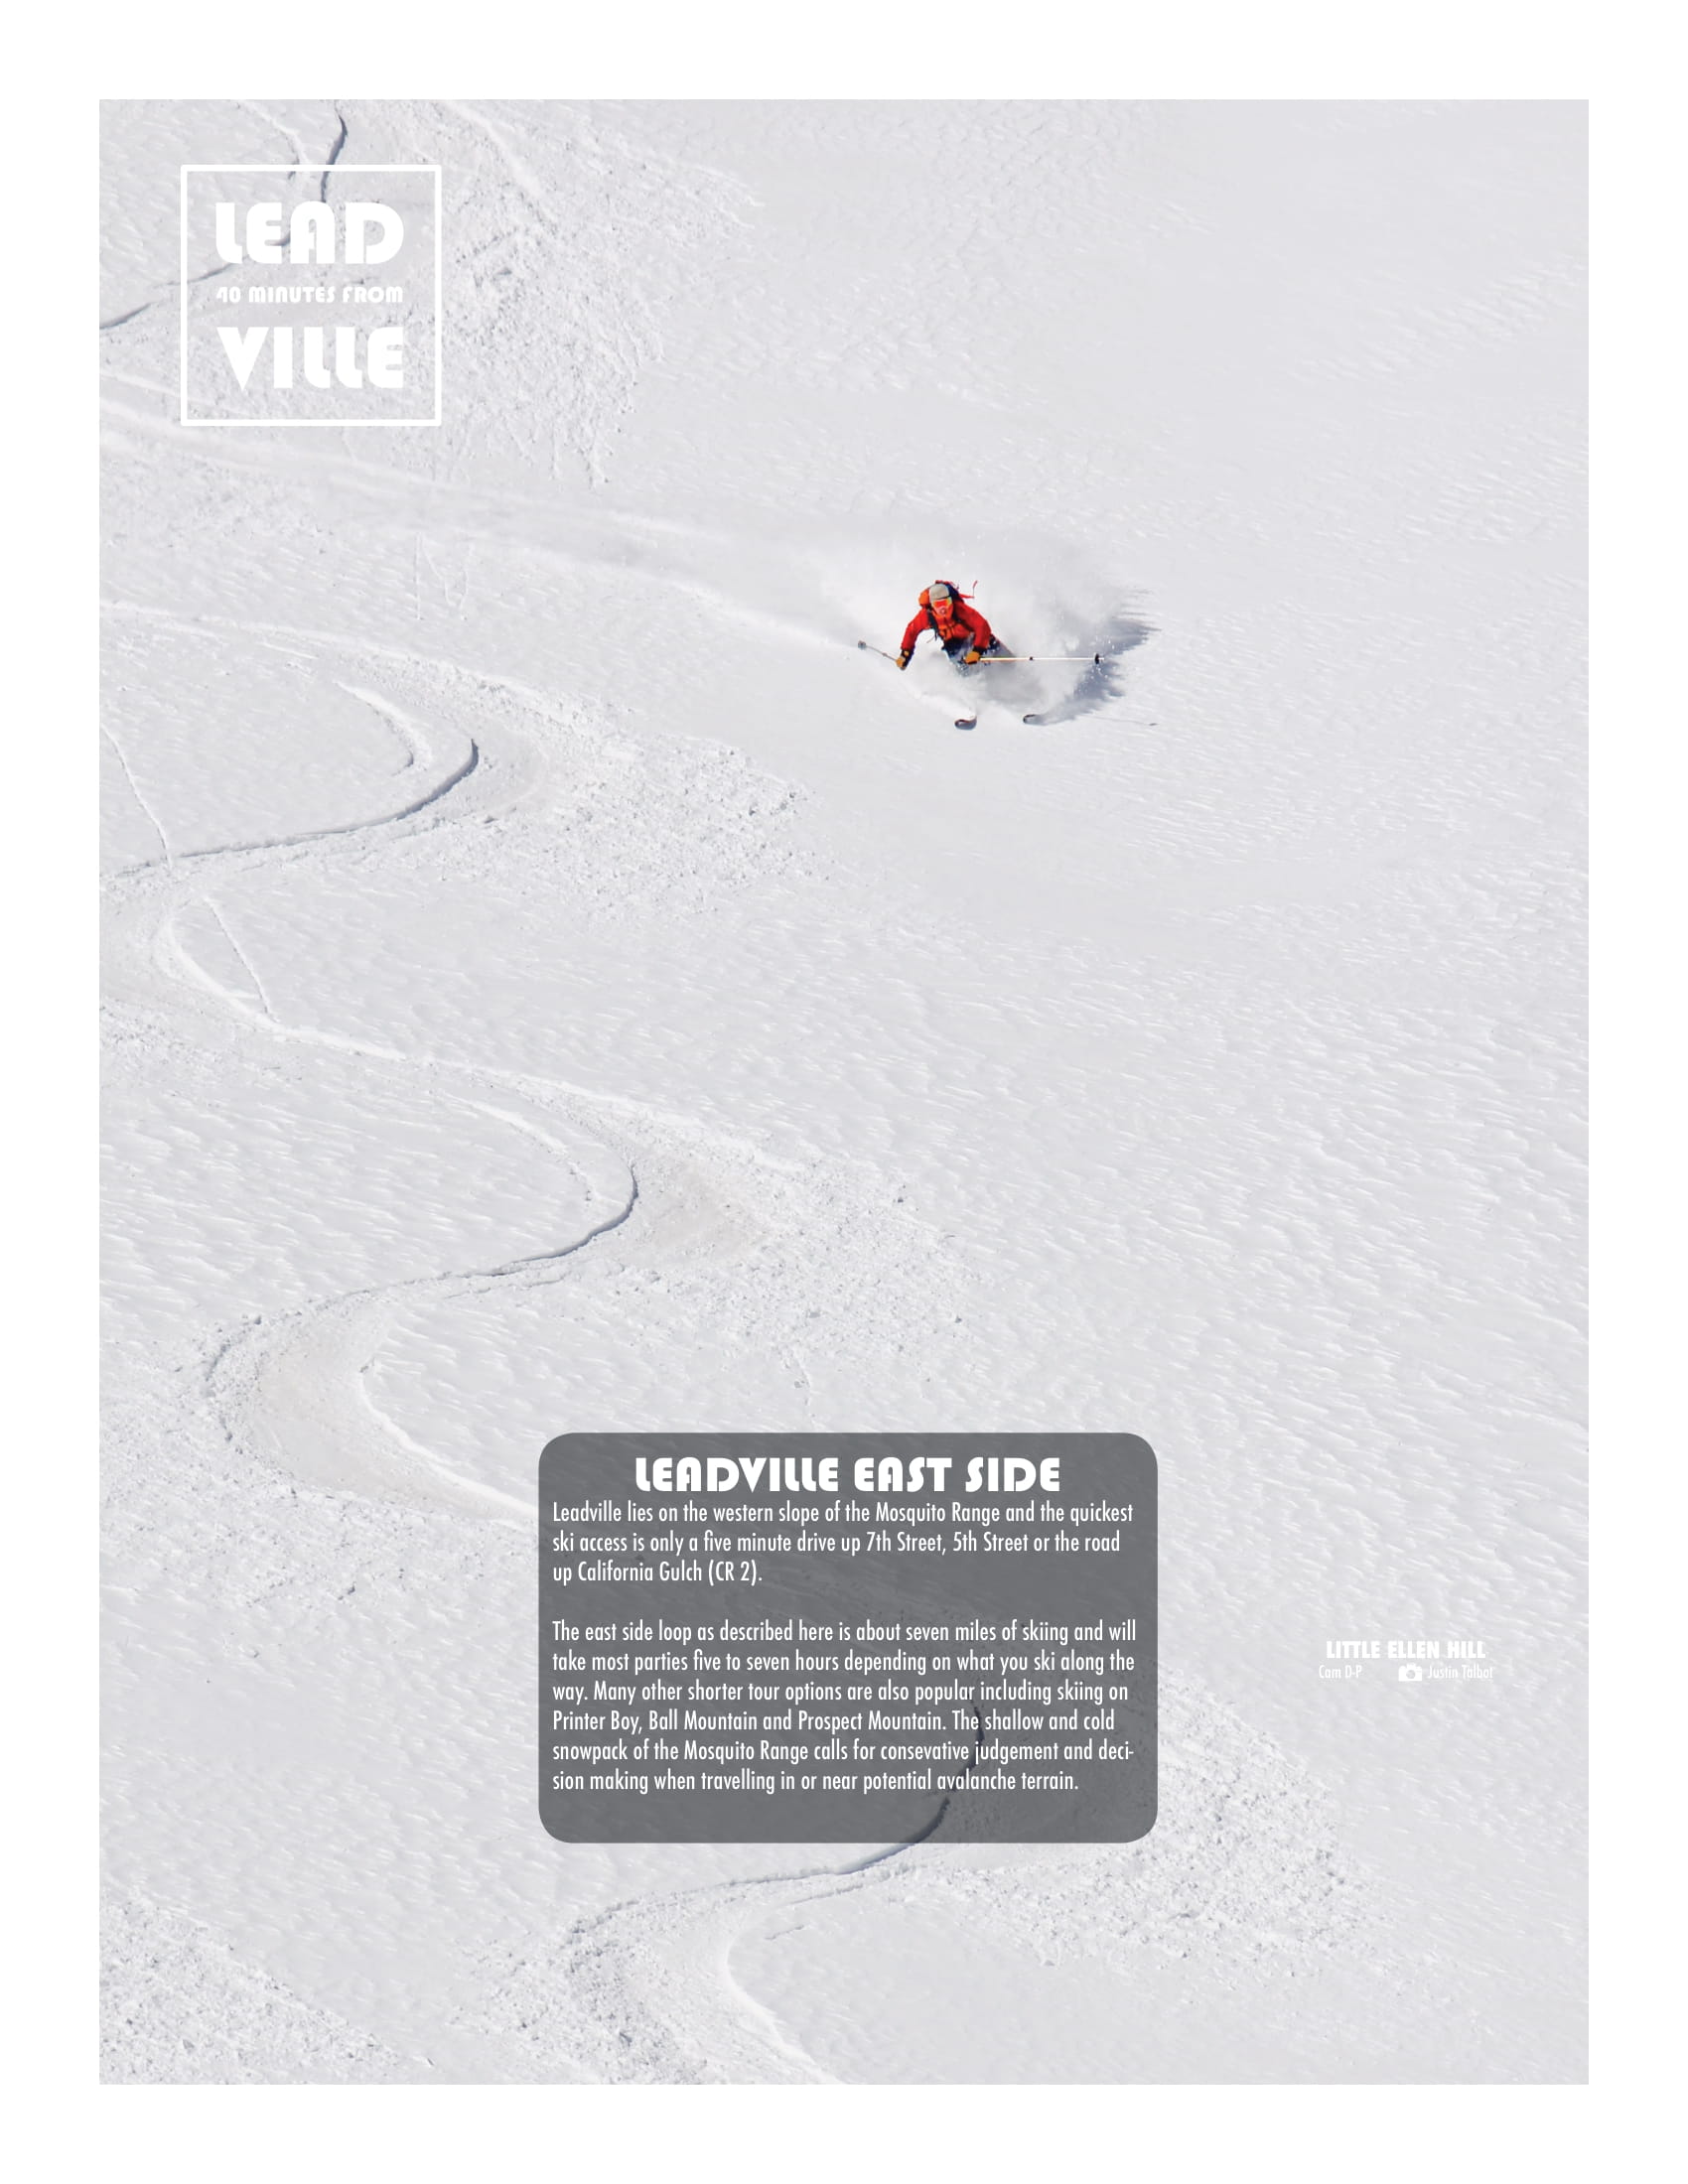 LEAD
40 MINUTES FROM
VILLE
LEADVILLE EAST SIDE
Leadville lies on the western slope of the Mosquito Range and the quickest
ski access is only a five minute drive up 7th Street, 5th Street or the road
up California Gulch (CR 2).
The east side loop as described here is about seven miles of skiing and will
take most parties five to seven hours depending on what you ski along the
way. Many other shorter tour options are also popular including skiing on
Printer Boy, Ball Mountain and Prospect Mountain. The shallow and cold
snowpack of the Mosquito Range calls for consevative judgement and deci-
sion making when travelling in or near potential avalanche terrain.
LITTLE ELLEN HILL
Cam D-P Justin Talbot